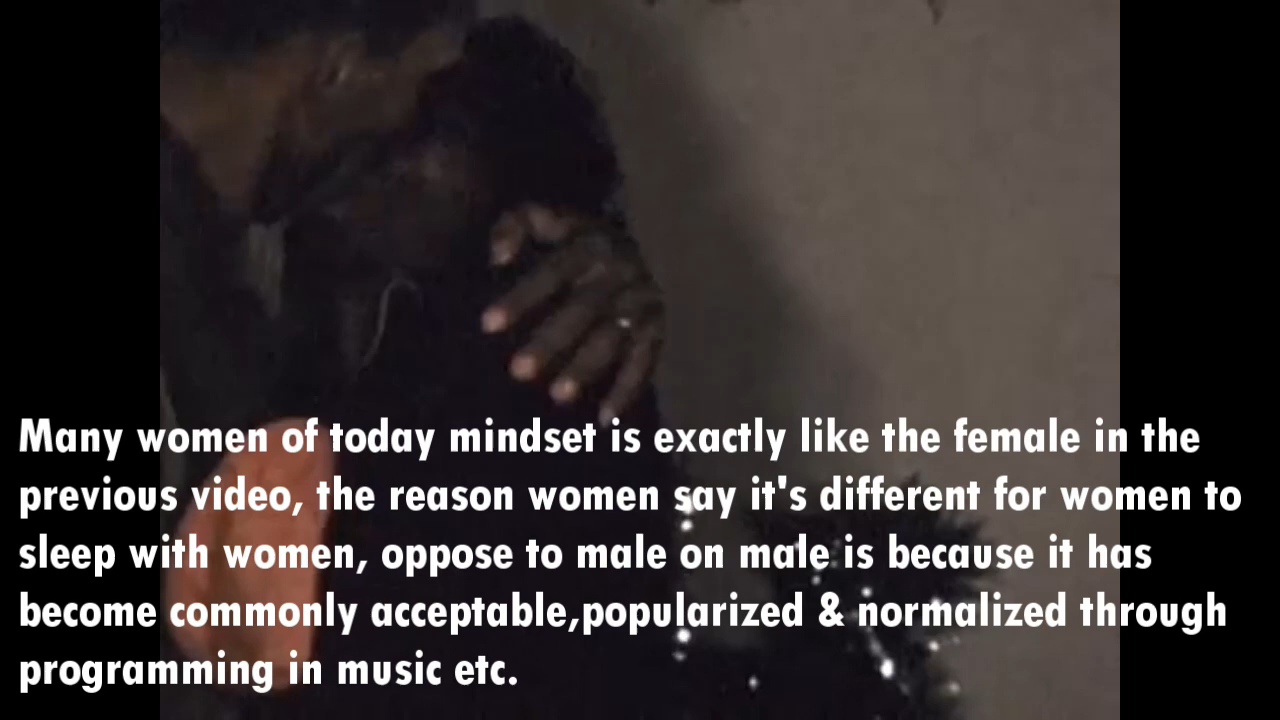 Many women of today mindset is exactly like the female in the
previous video, the reason women say it's different for women to
sleep with women, oppose to male on male is because it has
become commonly acceptable,popularized & normalized through
programming in music etc.